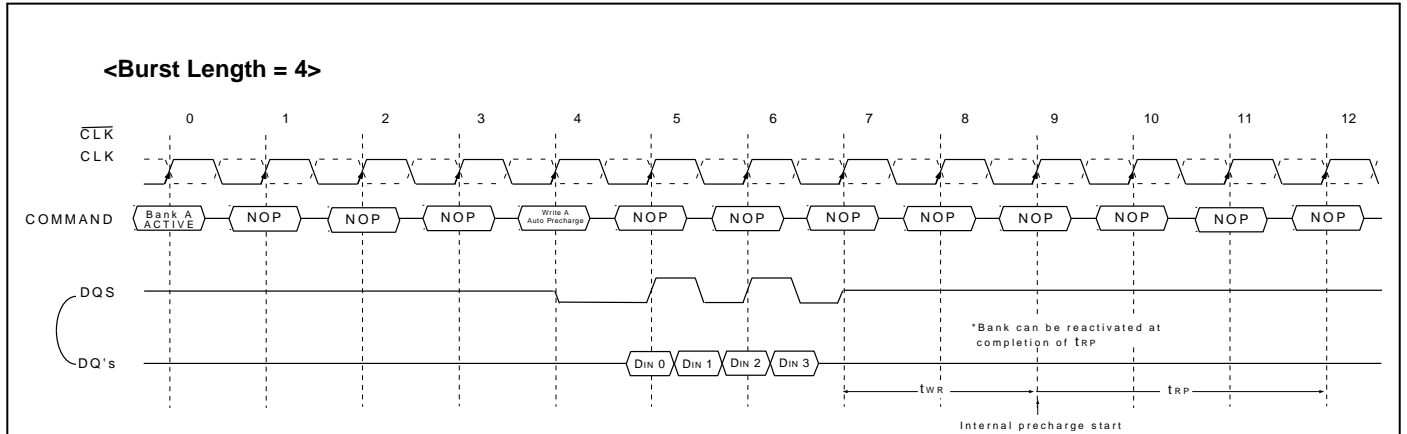 <Burst Length = 4>
0 1 2 3 4 5 6 7 8 9 10 11 12
CLK
CLK
COMMAND
Bank A
ACTIVE
NOP NOP NOP
Write A
Auto Precharge
NOP NOP NOP NOP NOP NOP NOP NOP
DQS
*Bank can be reactivated at
completion of tRP
DQ's
DIN 0 DIN 1 DIN 2 DIN 3
tWR tRP
Internal precharge start